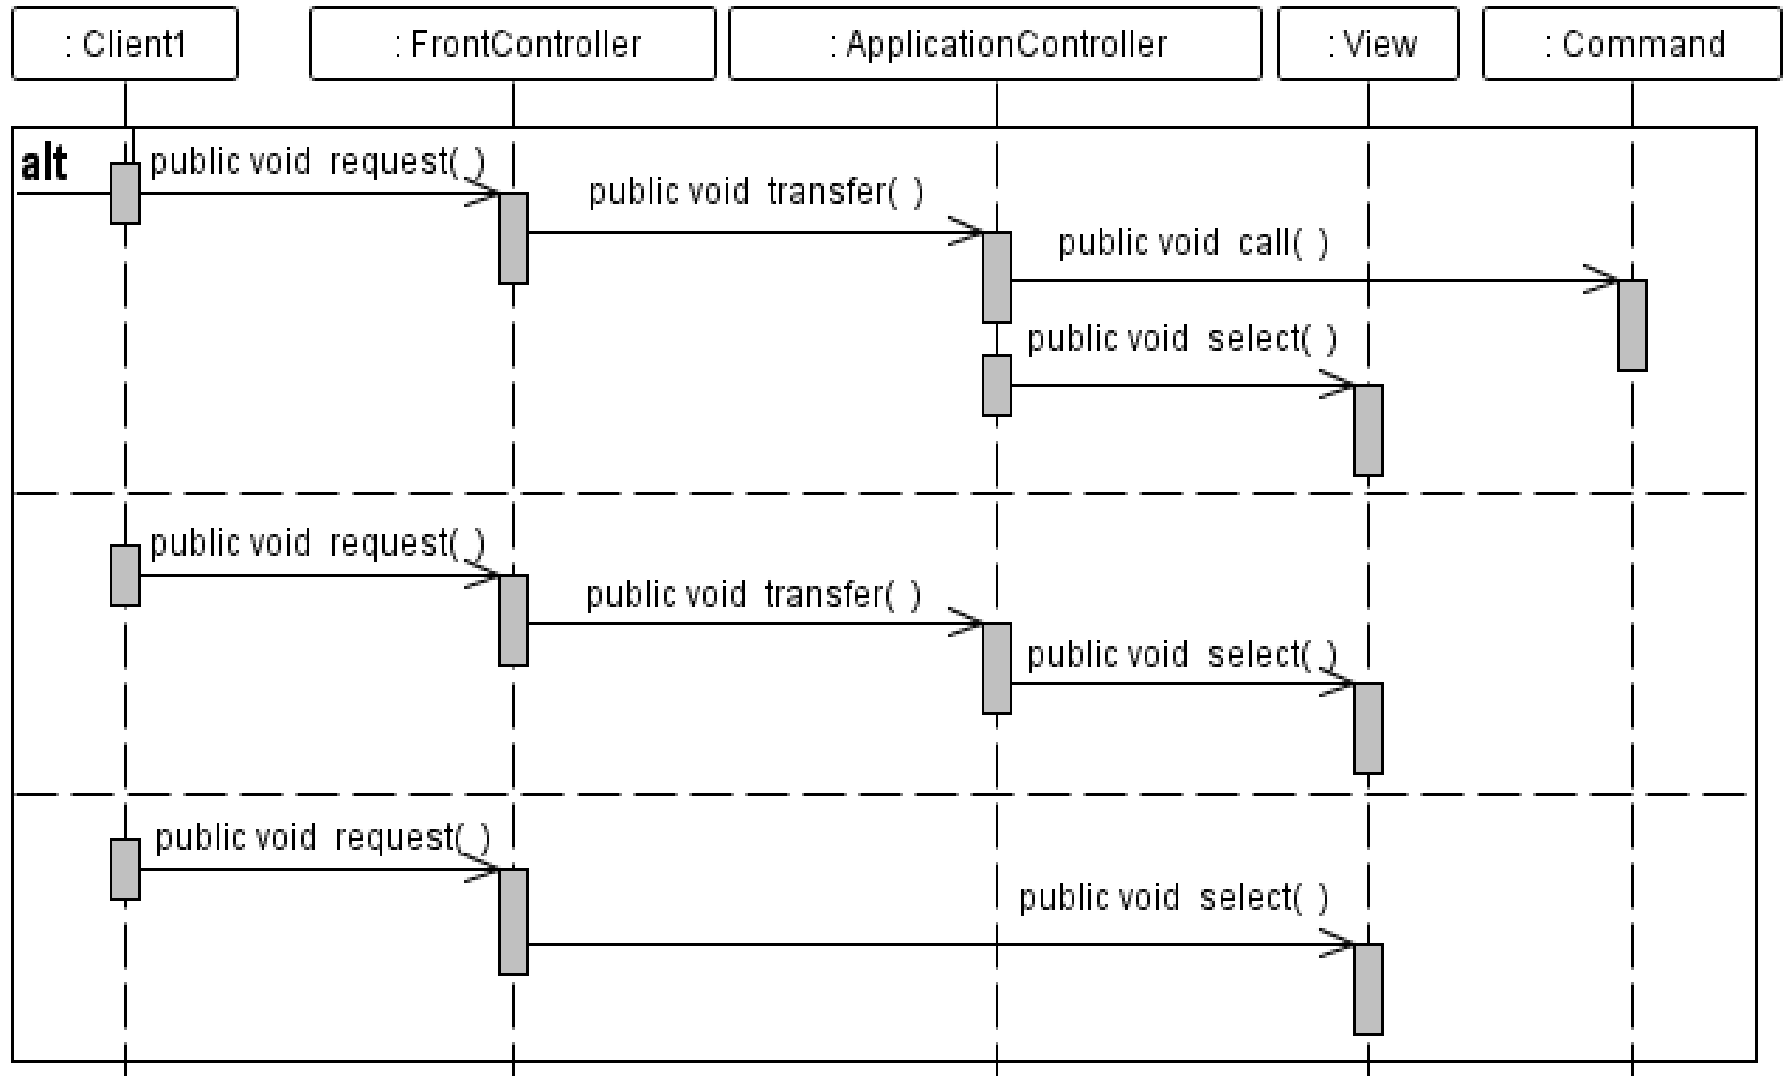 : Client1
: FrontController
: ApplicationController
: View
: Command
alt
public void request( )
public void transfer( )
public void call( )
public void select( )
public void request( )
public void transfer( )
public void select( )
public void request( )
public void select( )